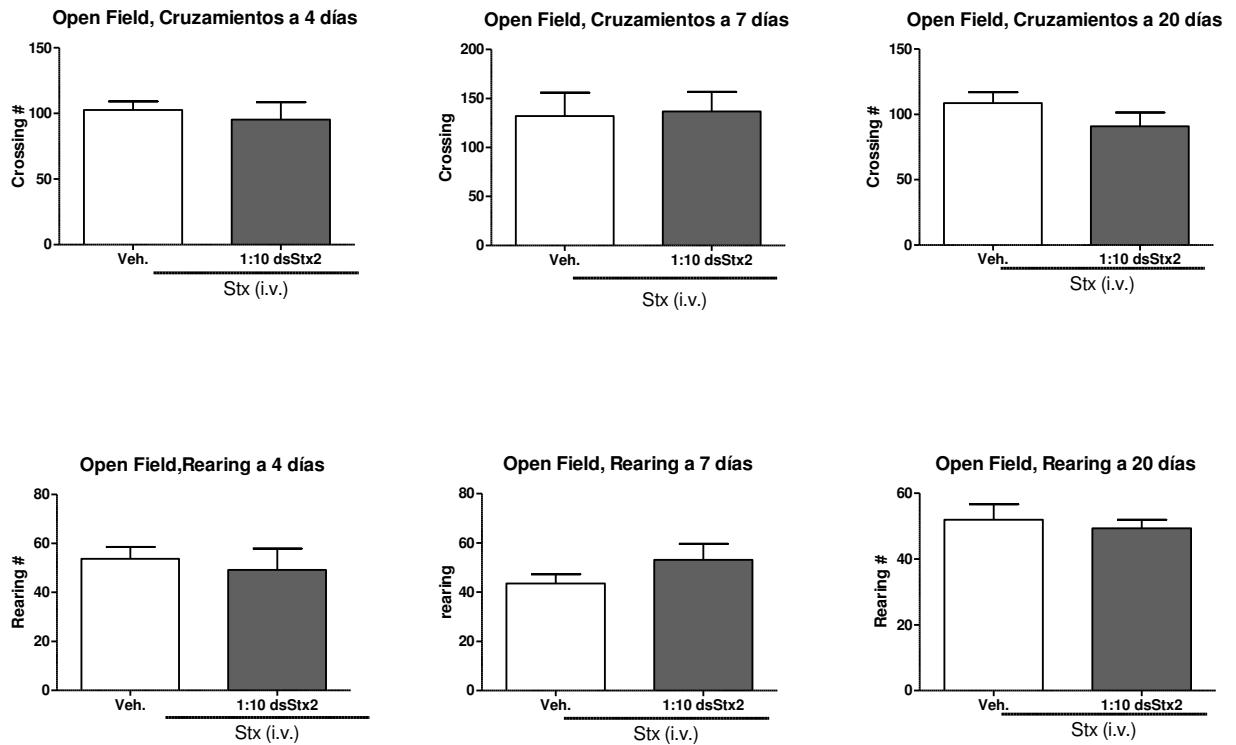 Open Field, Cruzamientos a 4 días
150
100
50
0
Crossing #
Veh.
1:10 dsStx2
Stx (i.v.)
Open Field, Cruzamientos a 7 días
200
150
100
50
0
Crossing
Veh.
1:10 dsStx2
Stx (i.v.)
Open Field, Cruzamientos a 20 días
150
100
50
0
Crossing #
Veh.
1:10 dsStx2
Stx (i.v.)
Open Field,Rearing a 4 días
80
60
40
20
0
Rearing #
Veh.
1:10 dsStx2
Stx (i.v.)
Open Field, Rearing a 7 días
80
60
40
20
0
rearing
Veh.
1:10 dsStx2
Stx (i.v.)
Open Field, Rearing a 20 días
60
40
20
0
Rearing #
Veh.
1:10 dsStx2
Stx (i.v.)